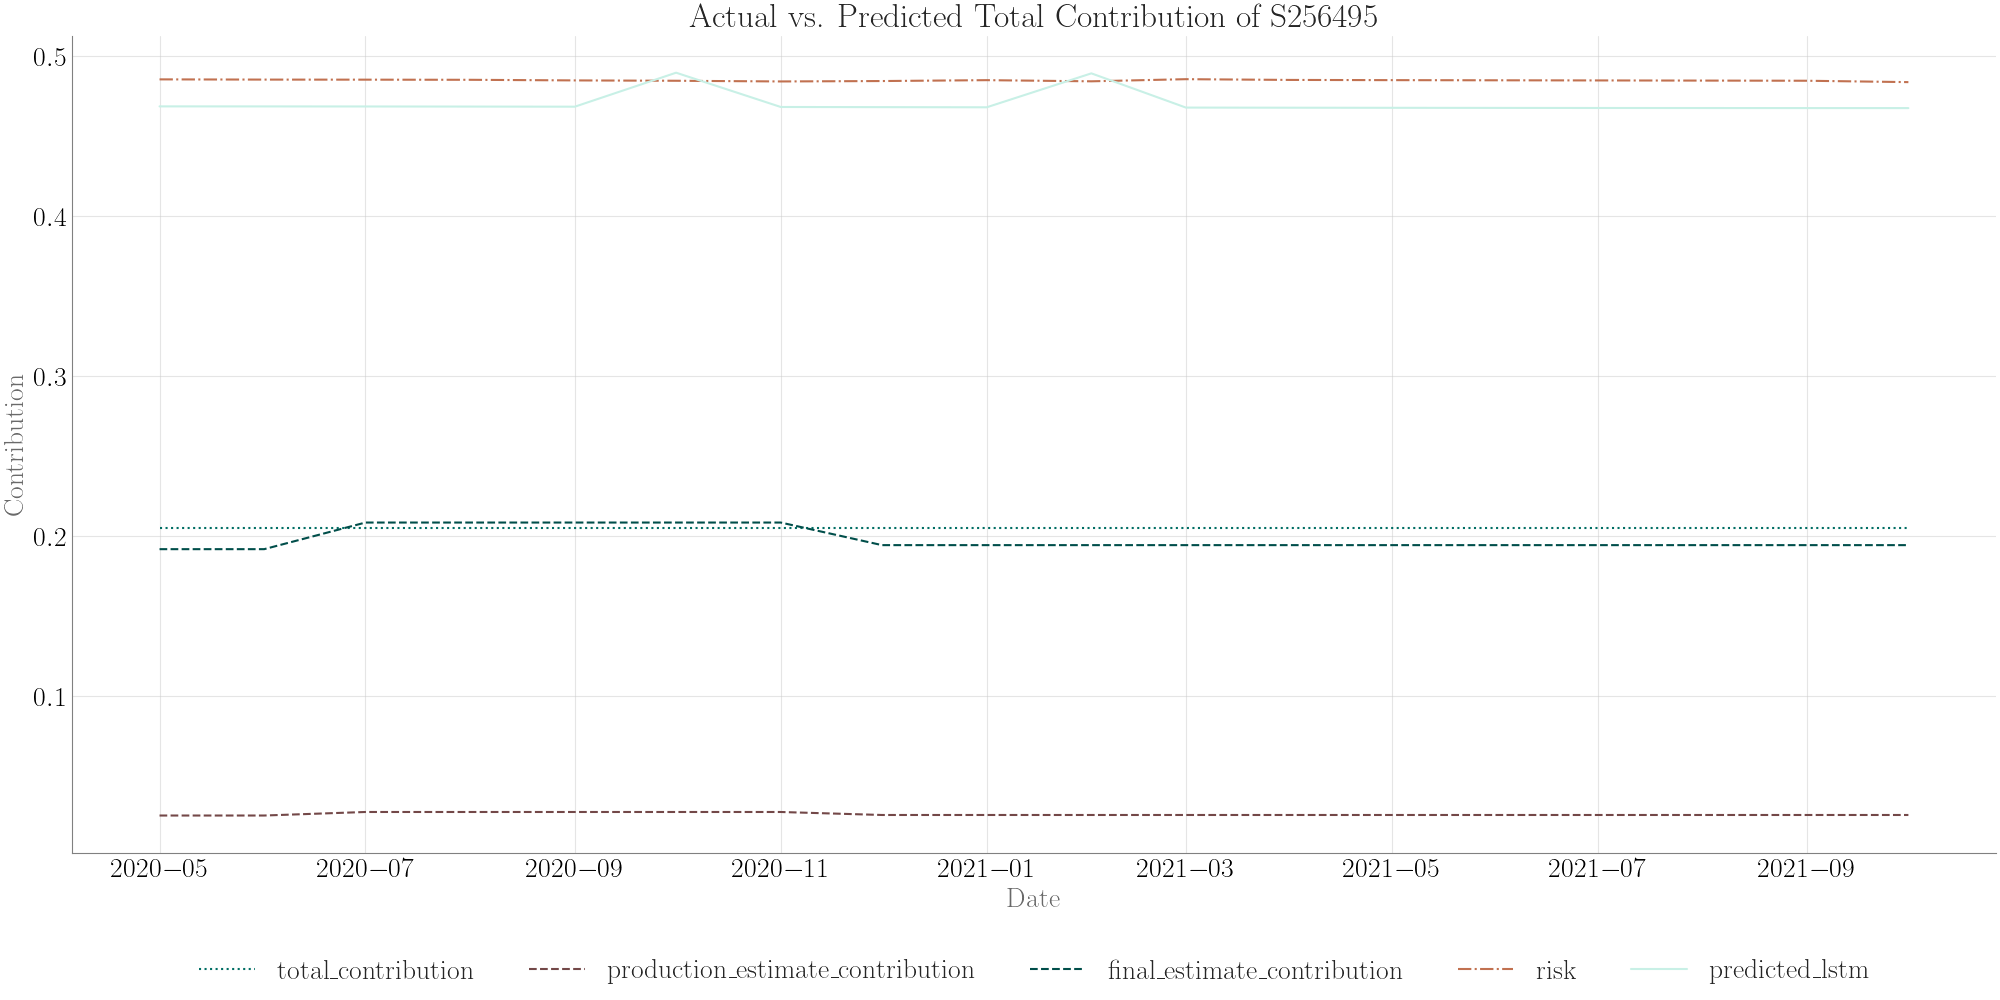 Actual vs. Predicted Total Contribution of S256495
0.5
0.4
0.3
0.2
0.1
Contribution
2020−05 2020−07 2020−09 2020−11 2021−01 2021−03 2021−05 2021−07 2021−09
Date
total_contribution production_estimate_contribution final_estimate_contribution risk predicted_lstm